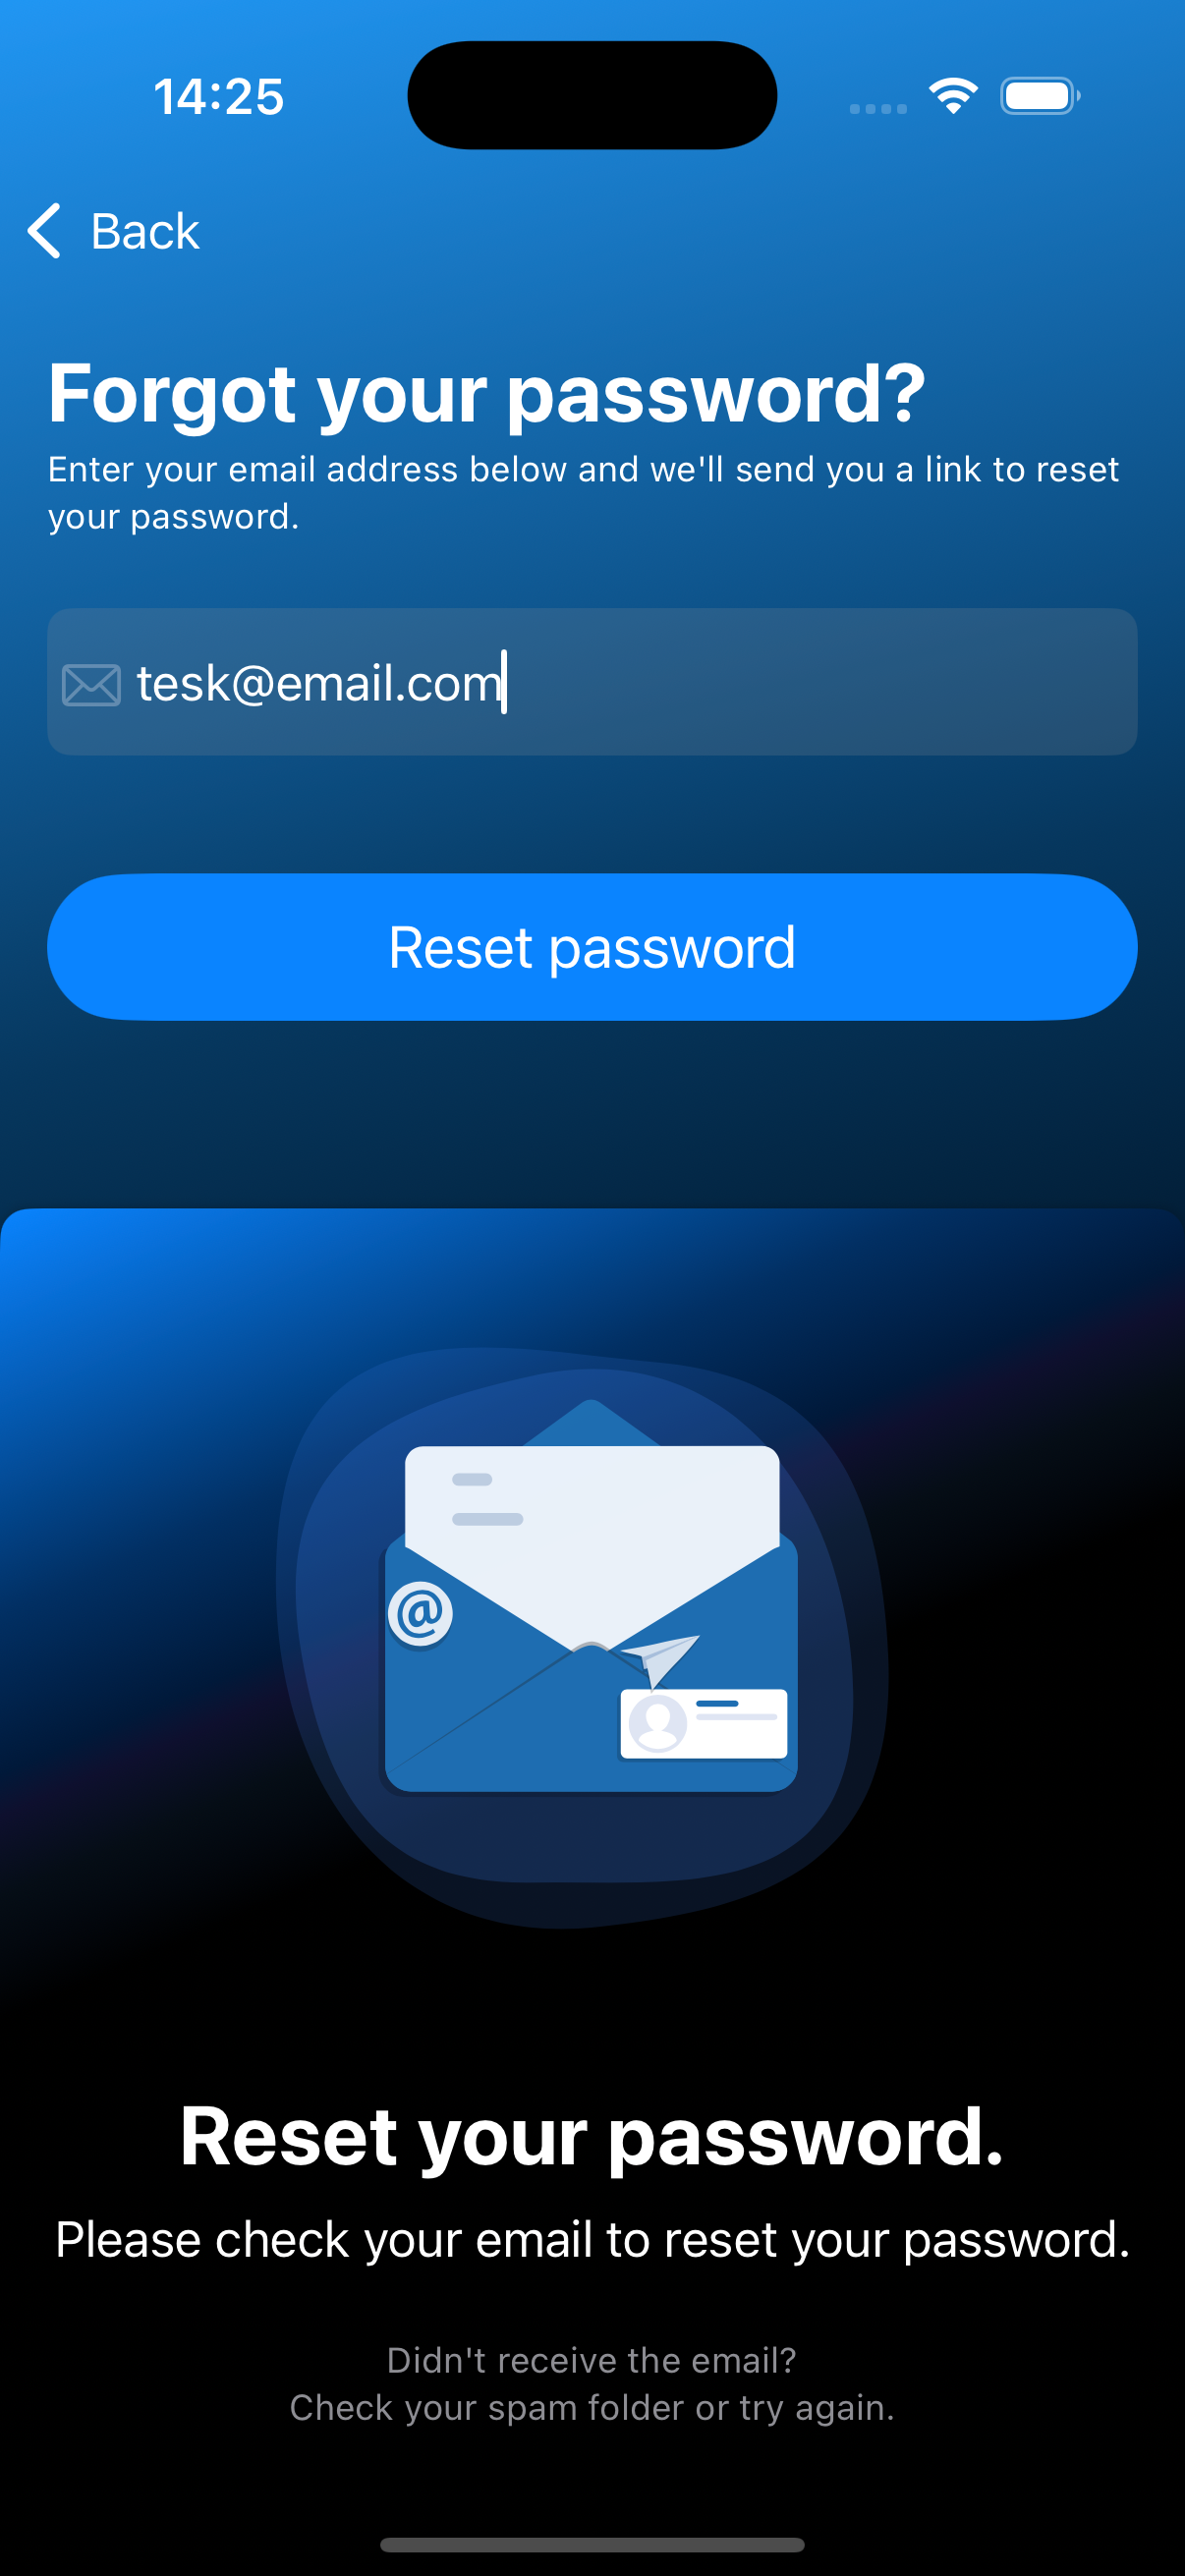 14:25
Back
Forgot your password?
Enter your email address below and we'll send you a link to reset
your password.
tesk@email.com
Reset password
@
Reset your password.
Please check your email to reset your password.
Didn't receive the email?
Check your spam folder or try again.